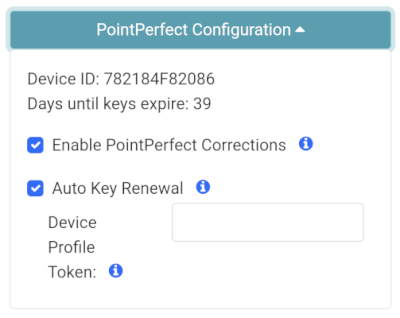 PointPerfect Configuration
Device ID: 782184F82086
Days until keys expire: 39
Enable PointPerfect Corrections
Auto Key Renewal
Device
Profile
Token: